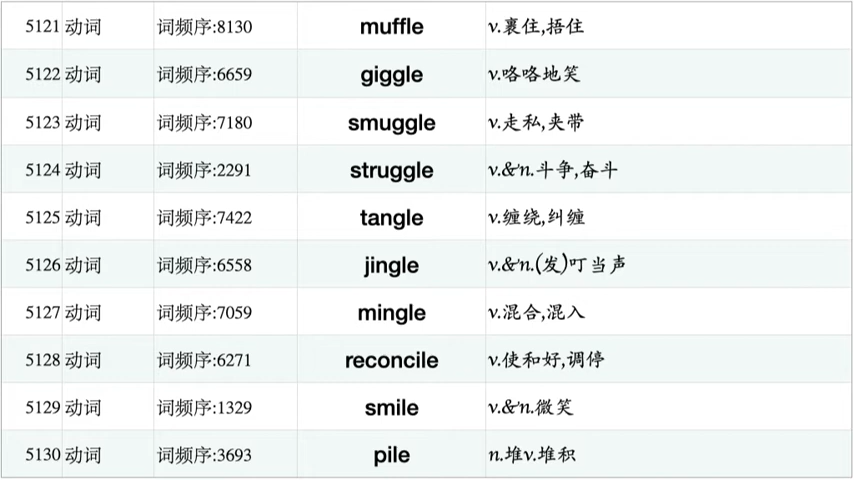 5121 动词 词频序:8130 muffle v.裹住,捂住
5122 动词 词频序:6659 giggle v.咯咯地笑
5123 动词 词频序:7180 smuggle v.走私,夹带
5124 动词 词频序:2291 struggle v.&n.斗争,奋斗
5125 动词 词频序:7422 tangle v.缠绕,纠缠
5126 动词 词频序:6558 jingle v.&n.(发)叮当声
5127 动词 词频序:7059 mingle v.混合,混入
5128 动词 词频序:6271 reconcile v.使和好,调停
5129 动词 词频序:1329 smile v.&n.微笑
5130 动词 词频序:3693 pile n.堆v.堆积